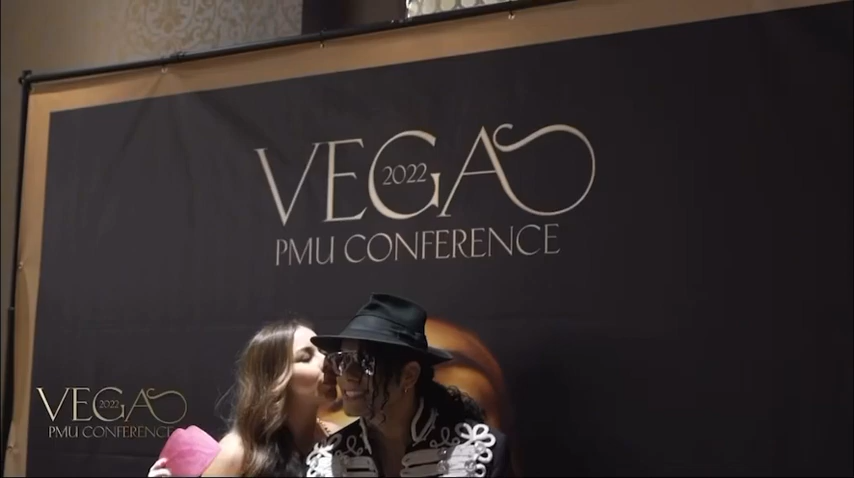 VEGAS
2022
PMU CONFERENCE
VEGAS
2022
PMU CONFERENCE